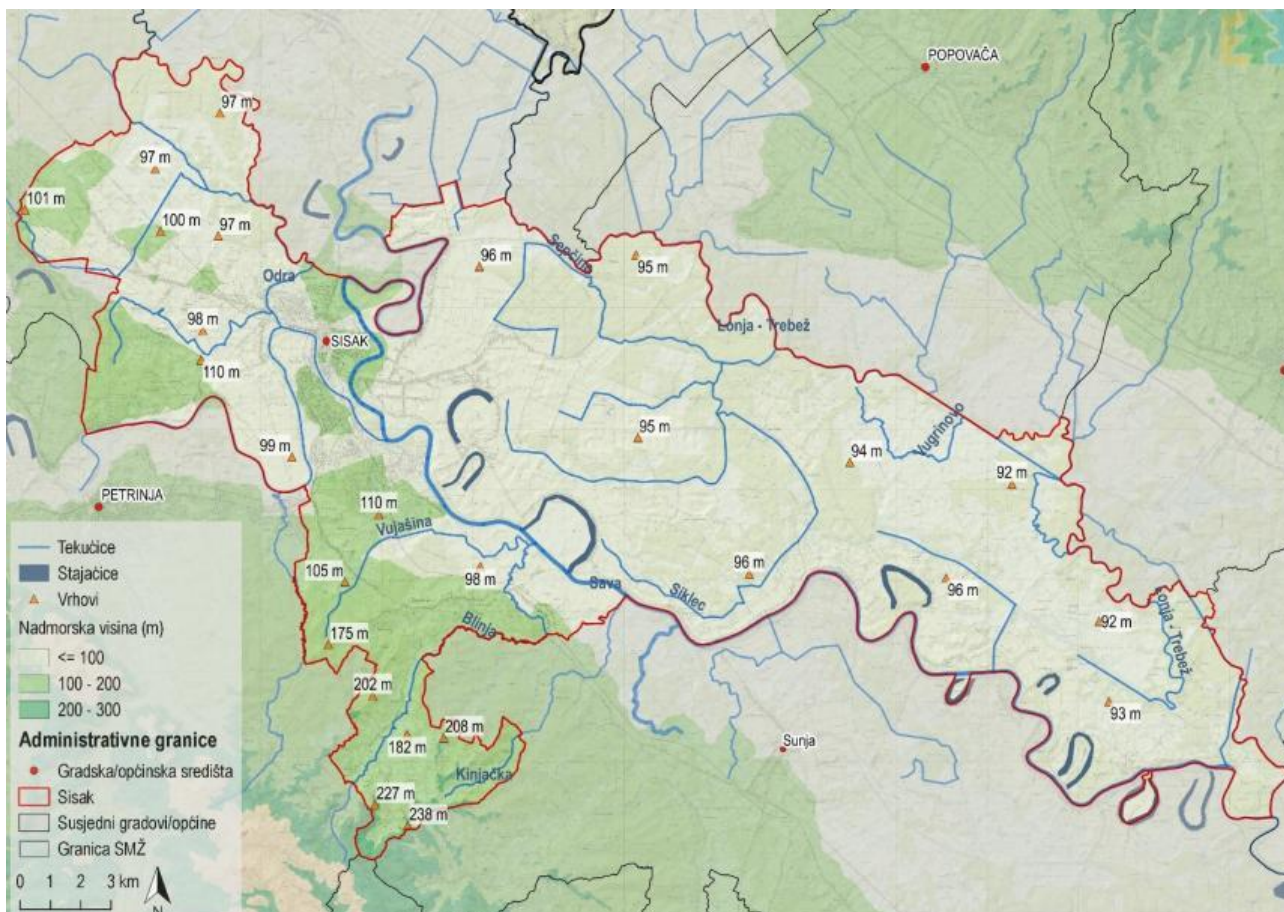 POPOVAČA
97 m
97 m
101 m
100 m
97 m
96 m
Sepčina
95 m
Odra
98 m
SISAK
Lonja - Trebež
110 m
95 m
Vugrinovo
94 m
99 m
92 m
PETRINJA
110 m
Vujašina
98 m
105 m
Sava
Siklec
96 m
96 m
Blinja
92 m
Lonja - Trebež
175 m
202 m
208 m
182 m
93 m
Sunja
Kinjačka
227 m
238 m
Tekućice
Stajaćice
Vrhovi
Nadmorska visina (m)
<= 100
100 - 200
200 - 300
Administrativne granice
Gradska/općinska središta
Sisak
Susjedni gradovi/općine
Granica SMŽ
0 1 2 3 km
N